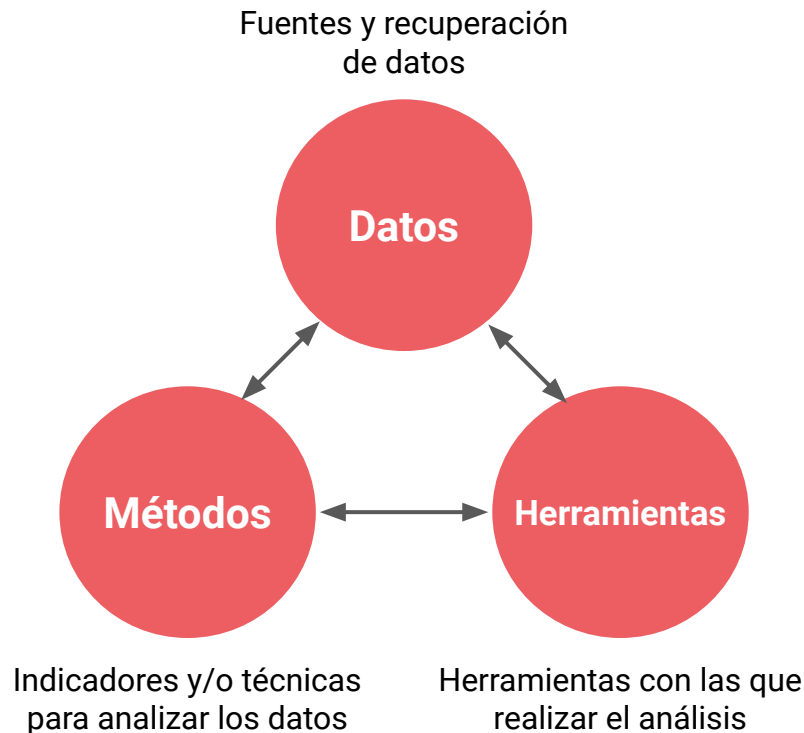 Fuentes y recuperación
de datos
Datos
Métodos
Herramientas
Indicadores y/o técnicas
para analizar los datos
Herramientas con las que
realizar el análisis